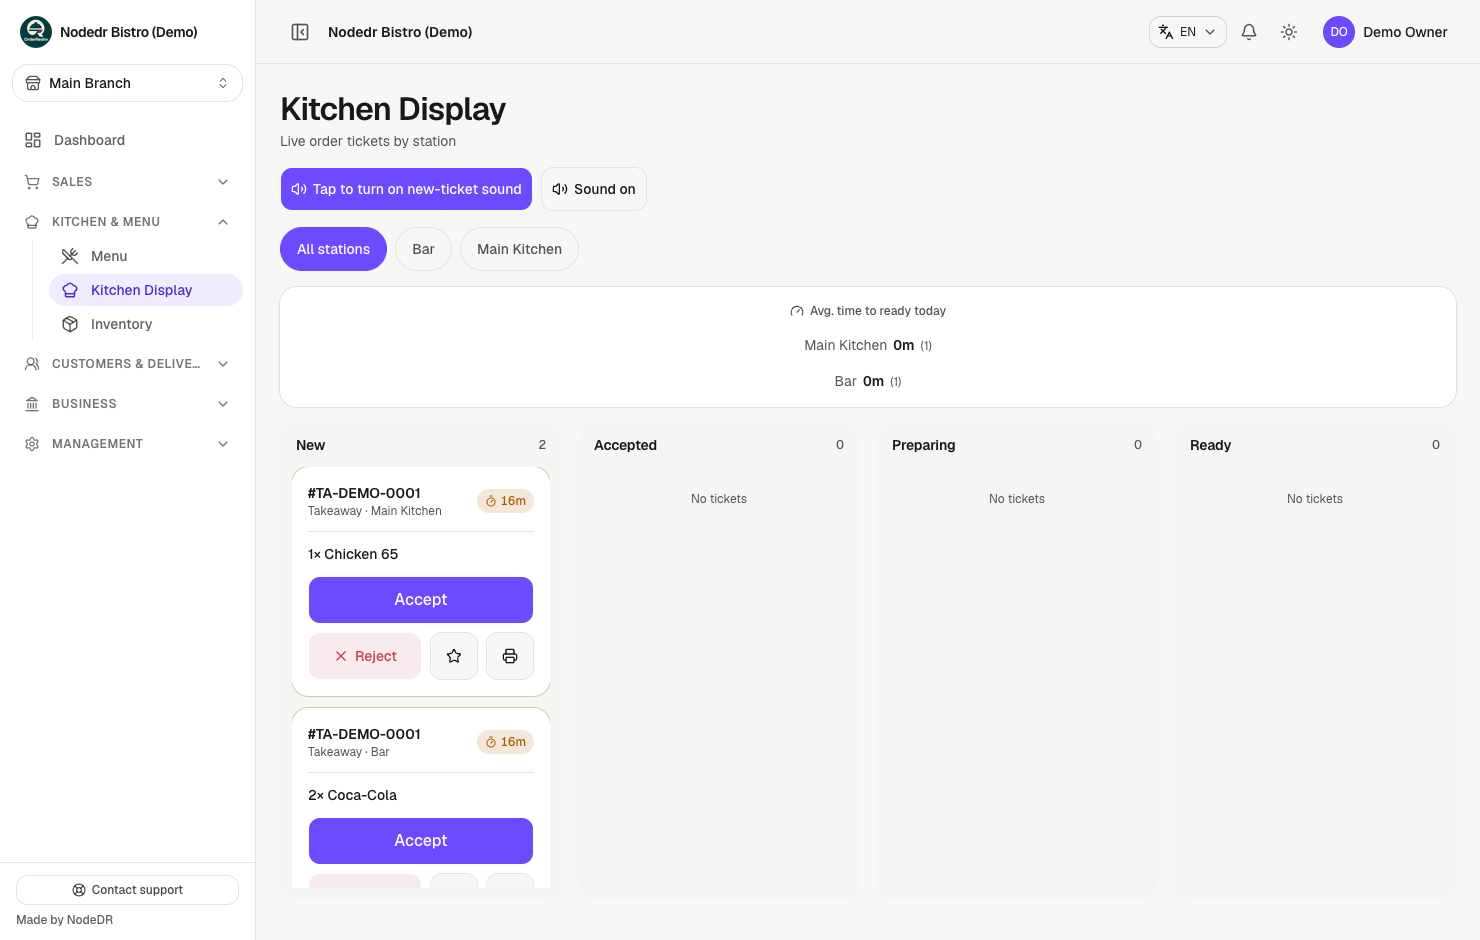 Nodedr Bistro (Demo)
Main Branch
Dashboard
SALES
KITCHEN & MENU
Menu
Kitchen Display
Inventory
CUSTOMERS & DELIVE...
BUSINESS
MANAGEMENT
Contact support
Made by NodeDR
Nodedr Bistro (Demo)
EN
DO
Demo Owner
Kitchen Display
Live order tickets by station
Tap to turn on new-ticket sound
Sound on
All stations
Bar
Main Kitchen
Avg. time to ready today
Main Kitchen 0m (1)
Bar 0m (1)
New 2
#TA-DEMO-0001
16m
Takeaway · Main Kitchen
1× Chicken 65
Accept
Reject
#TA-DEMO-0001
16m
Takeaway · Bar
2× Coca-Cola
Accept
Accepted 0
No tickets
Preparing 0
No tickets
Ready 0
No tickets